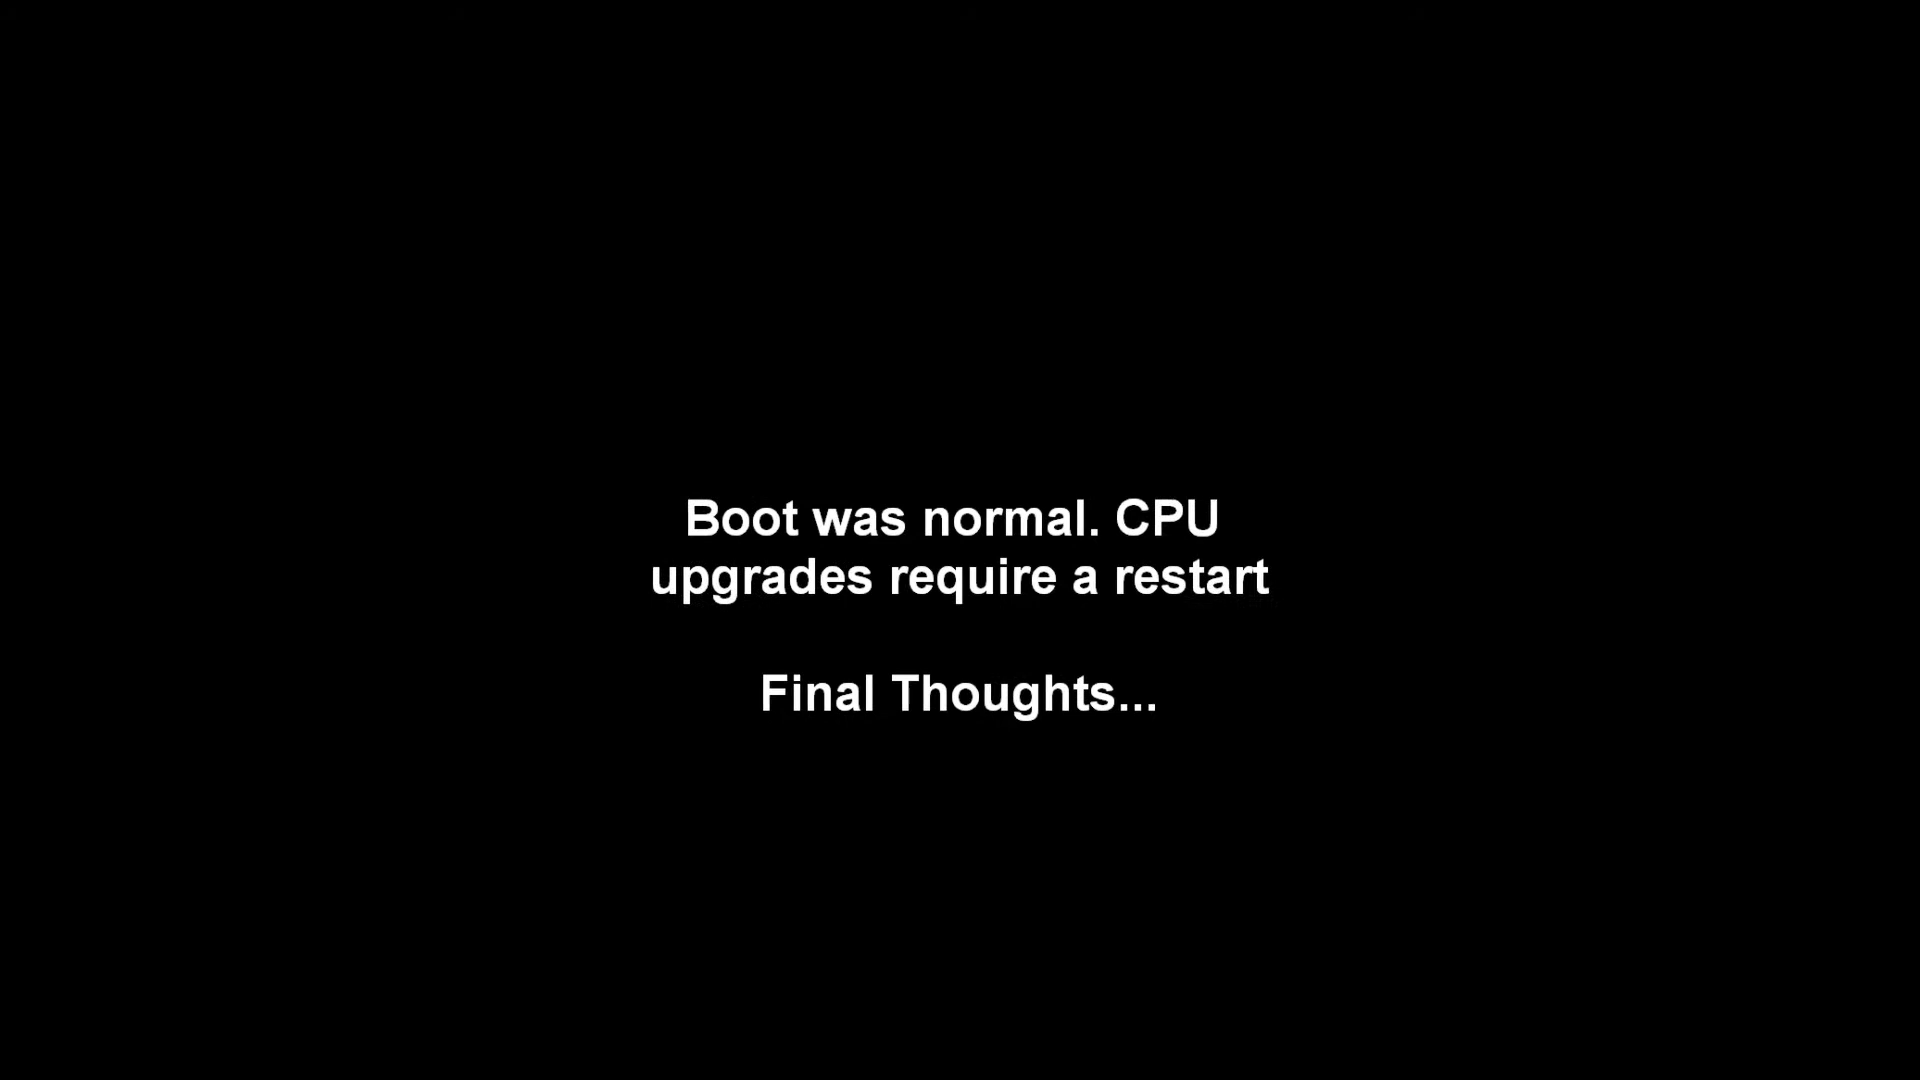 Boot was normal. CPU
upgrades require a restart
Final Thoughts...